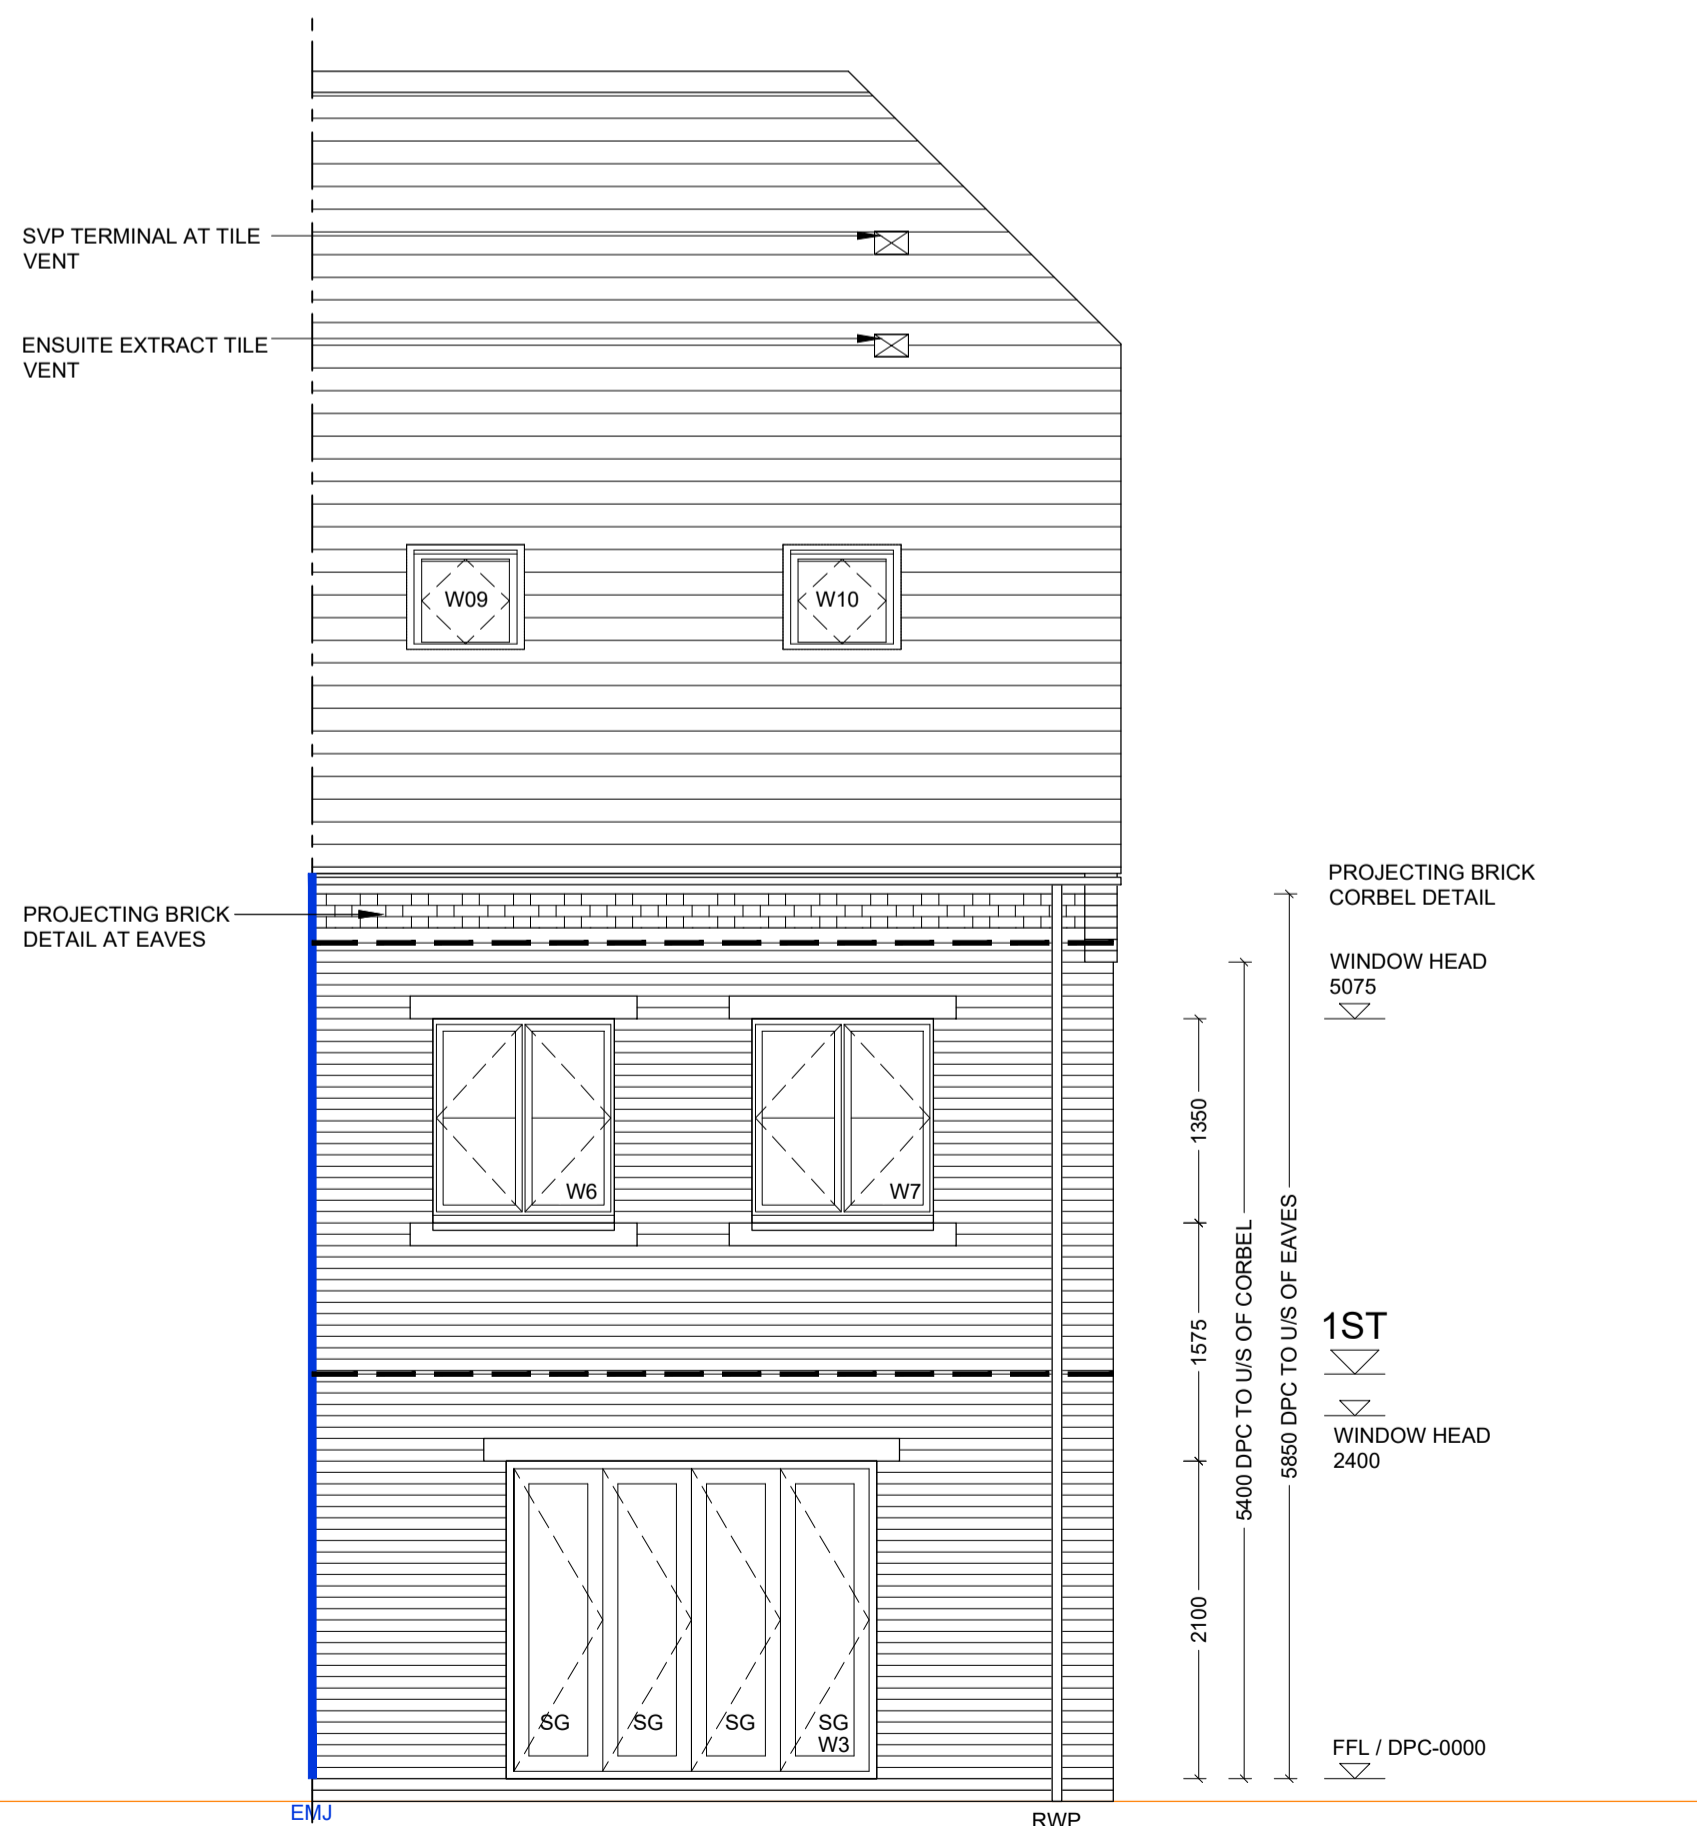 SVP TERMINAL AT TILE
VENT
ENSUITE EXTRACT TILE
VENT
W09
W10
PROJECTING BRICK
CORBEL DETAIL
PROJECTING BRICK
DETAIL AT EAVES
WINDOW HEAD
5075
1350
W6
W7
5400 DPC TO U/S OF CORBEL
5850 DPC TO U/S OF EAVES
1ST
1575
WINDOW HEAD
2400
2100
SG
SG
SG
SG
W3
FFL / DPC-0000
EMJ
RWP